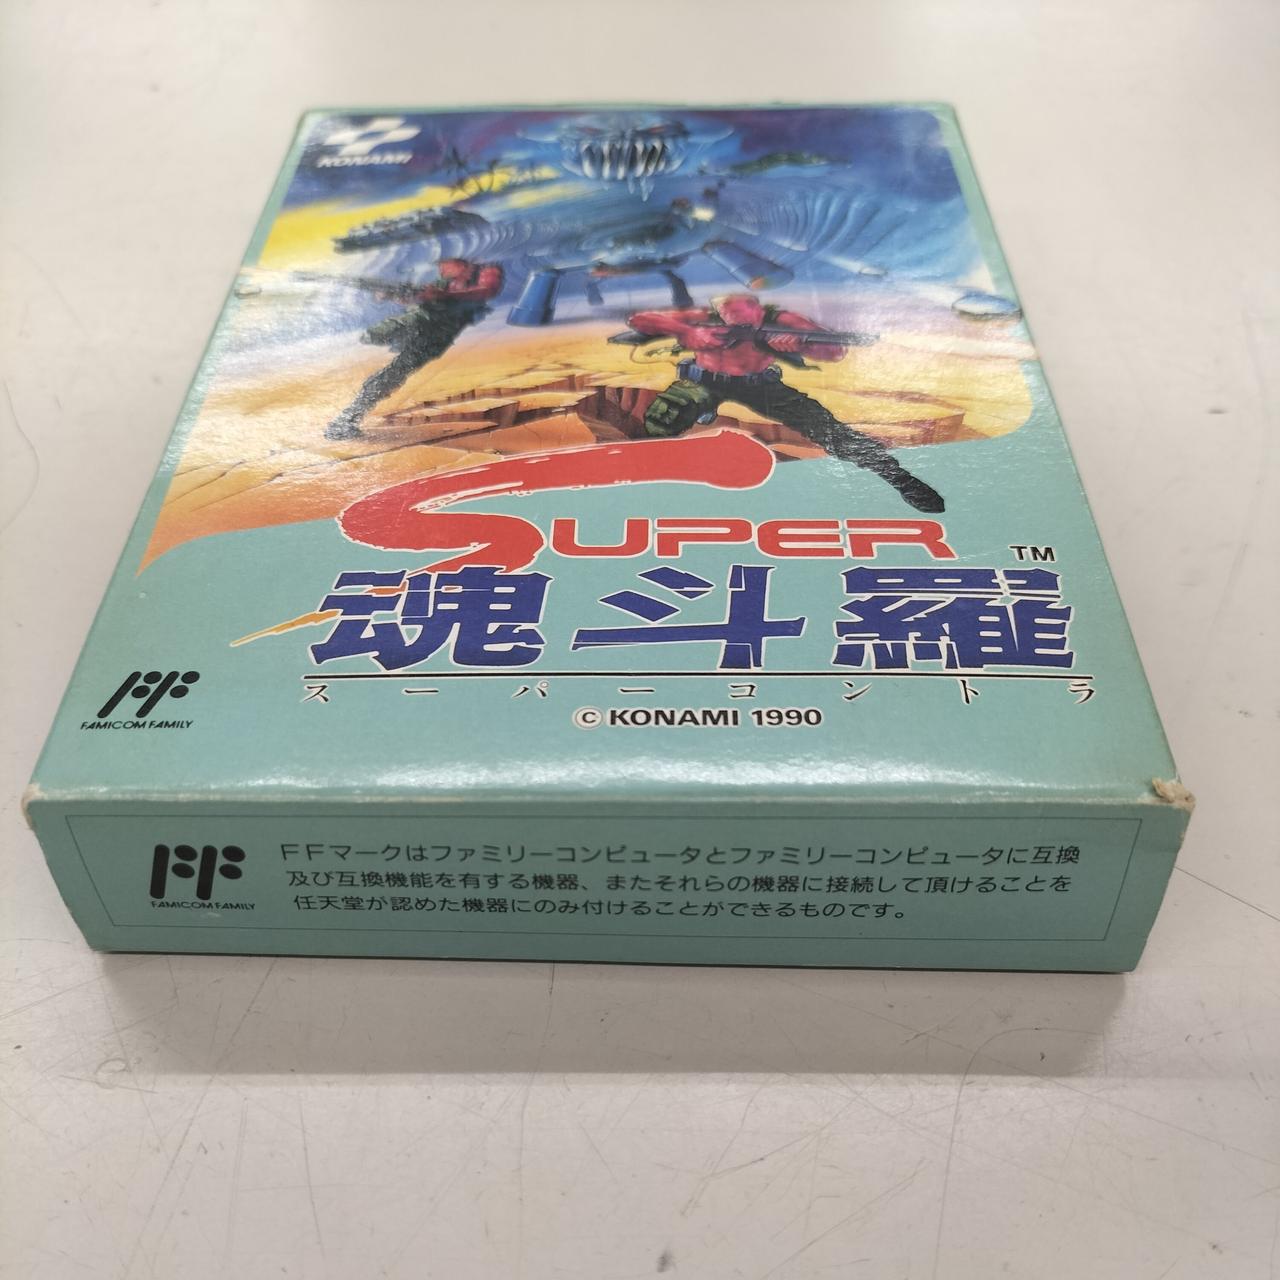 KONAMI
SUPER
TM
魂斗羅
スーパーコントラ
© KONAMI 1990
FF
FAMICOM FAMILY
FF
FAMICOM FAMILY
FFマークはファミリーコンピュータとファミリーコンピュータに互換
及び互換機能を有する機器、またそれらの機器に接続して頂けることを
任天堂が認めた機器にのみ付けることができるものです。